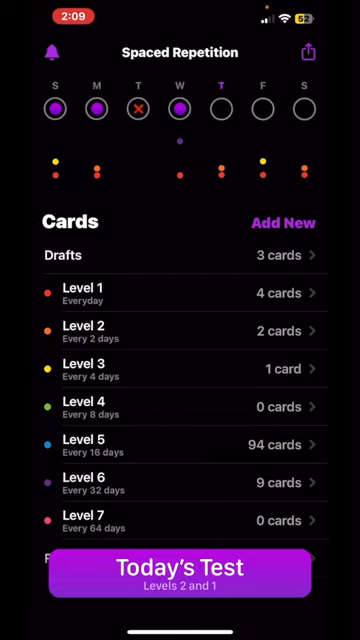 2:09
52
Spaced Repetition
S M T W T F S
Cards
Add New
Drafts
3 cards
Level 1
Everyday
4 cards
Level 2
Every 2 days
2 cards
Level 3
Every 4 days
1 card
Level 4
Every 8 days
0 cards
Level 5
Every 16 days
94 cards
Level 6
Every 32 days
9 cards
Level 7
Every 64 days
0 cards
F
Today's Test
Levels 2 and 1